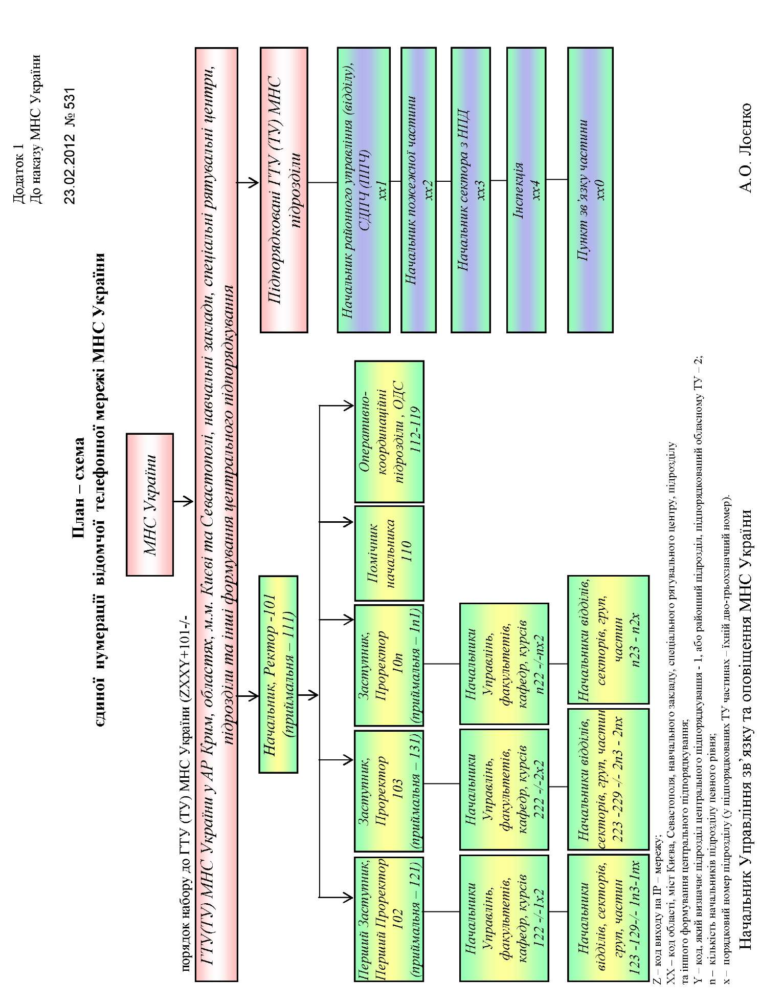 Додаток 1
До наказу МНС України
23.02.2012 № 531
План – схема
єдиної нумерації відомчої телефонної мережі МНС України
МНС України
порядок набору до ГТУ (ТУ) МНС України (ZXXY+101-/-
ГТУ(ТУ) МНС України у АР Крим, областях, м.м. Києві та Севастополі, навчальні заклади, спеціальні рятувальні центри,
підрозділи та інші формування центрального підпорядкування
Начальник, Ректор -101
(приймальня – 111)
Підпорядковані ГТУ (ТУ) МНС
підрозділи
Перший Заступник,
Перший Проректор
102
(приймальня – 121)
Заступник,
Проректор
103
(приймальня – 131)
Заступник,
Проректор
10n
(приймальня – 1n1)
Помічник
начальника
110
Оперативно-
координаційні
підрозділи , ОДС
112-119
Начальник районного управління (відділу),
СДПЧ (ППЧ)
хх1
Начальник пожежної частини
хх2
Начальник сектора з НПД
хх3
Інспекція
хх4
Пункт зв’язку частини
хх0
Начальники
Управлінь,
факультетів,
кафедр, курсів
122 -/-1х2
Начальники
Управлінь,
факультетів,
кафедр, курсів
222 -/-2х2
Начальники
Управлінь,
факультетів,
кафедр, курсів
n22 -/-nх2
Начальники
відділів, секторів,
груп, частин
123 -129-/- 1n3-1nх
Начальники відділів,
секторів, груп, частин
223 -229 -/- 2n3 - 2nх
Начальники відділів,
секторів, груп,
частин
n23 - n2х
Z – код виходу на IP – мережу;
ХХ – код області, міст Києва, Севастополя, навчального закладу, спеціального рятувального центру, підрозділу
та іншого формування центрального підпорядкування;
Y – код, який визначає підрозділ центрального підпорядкування - 1, або районний підрозділ, підпорядкований обласному ТУ – 2;
n – кількість начальників підрозділу певного рівня;
х – порядковий номер підрозділу (у підпорядкованих ТУ частинах – їхній дво-трьохзначний номер).
Начальник Управління зв’язку та оповіщення МНС України
А.О. Лоєнко